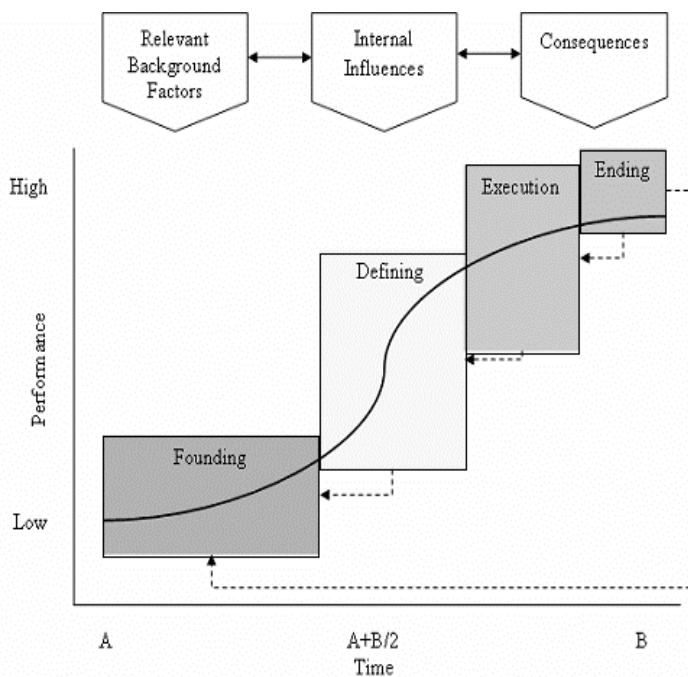 Relevant
Background
Factors
Internal
Influences
Consequences
High
Ending
Execution
Defining
Performance
Founding
Low
A
A+B/2
B
Time